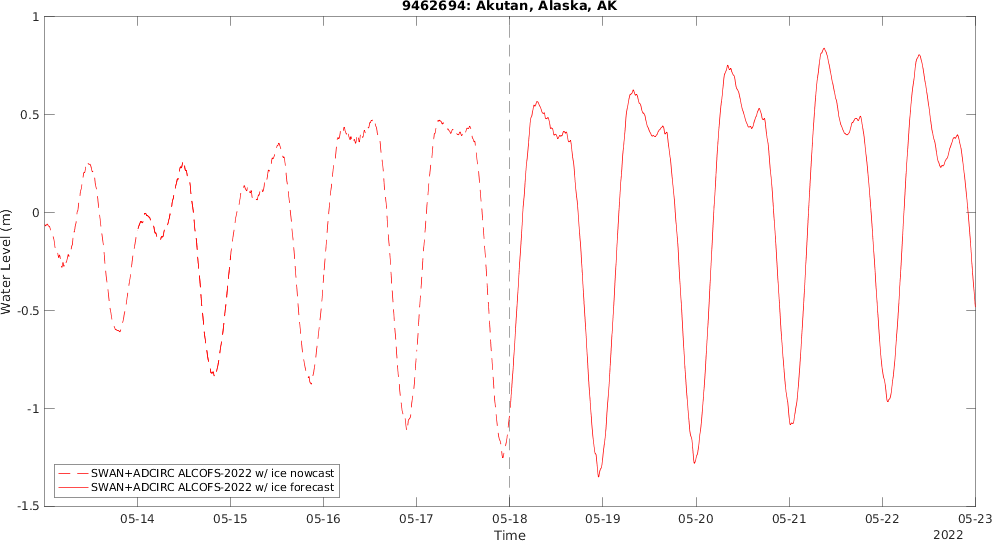 9462694: Akutan, Alaska, AK
1
0.5
0
-0.5
-1
-1.5
Water Level (m)
SWAN+ADCIRC ALCOFS-2022 w/ ice nowcast
SWAN+ADCIRC ALCOFS-2022 w/ ice forecast
05-14 05-15 05-16 05-17 05-18 05-19 05-20 05-21 05-22 05-23
Time
2022